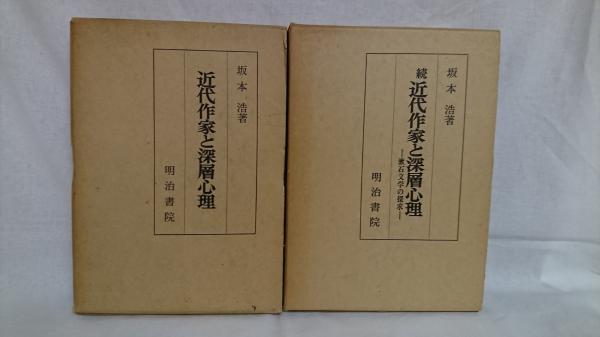 坂本浩著
近代作家と深層心理
明治書院
坂本浩著
続近代作家と深層心理
―漱石文学の探求―
明治書院